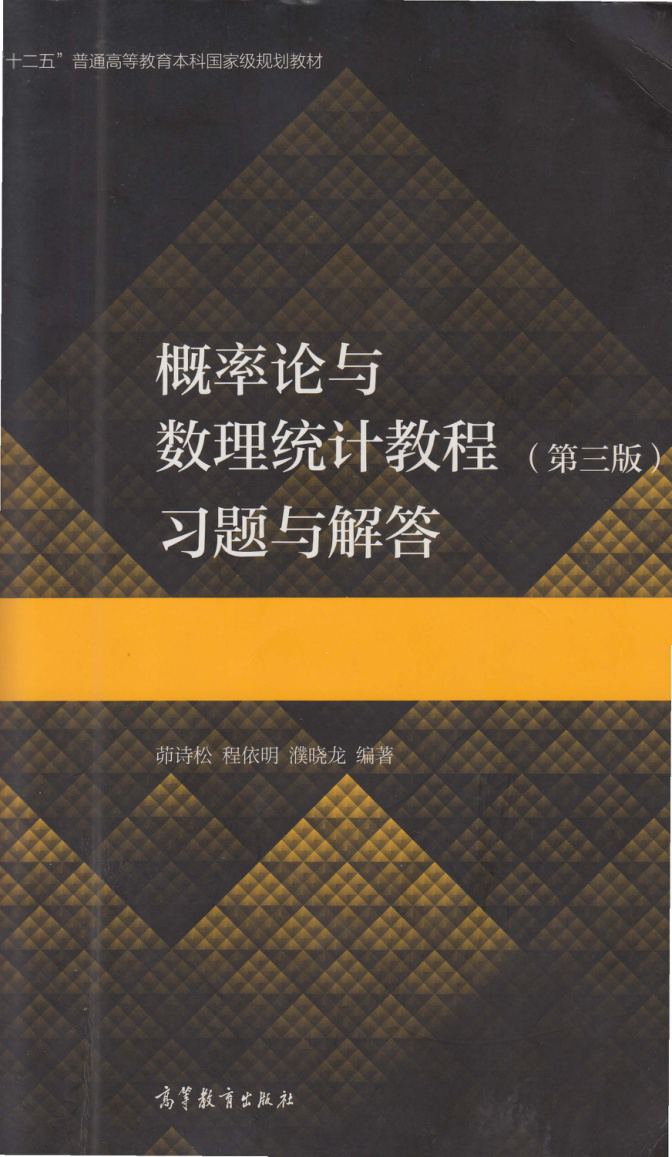 十二五”普通高等教育本科国家级规划教材
概率论与
数理统计教程（第三版）
习题与解答
茆诗松 程依明 濮晓龙 编著
高等教育出版社